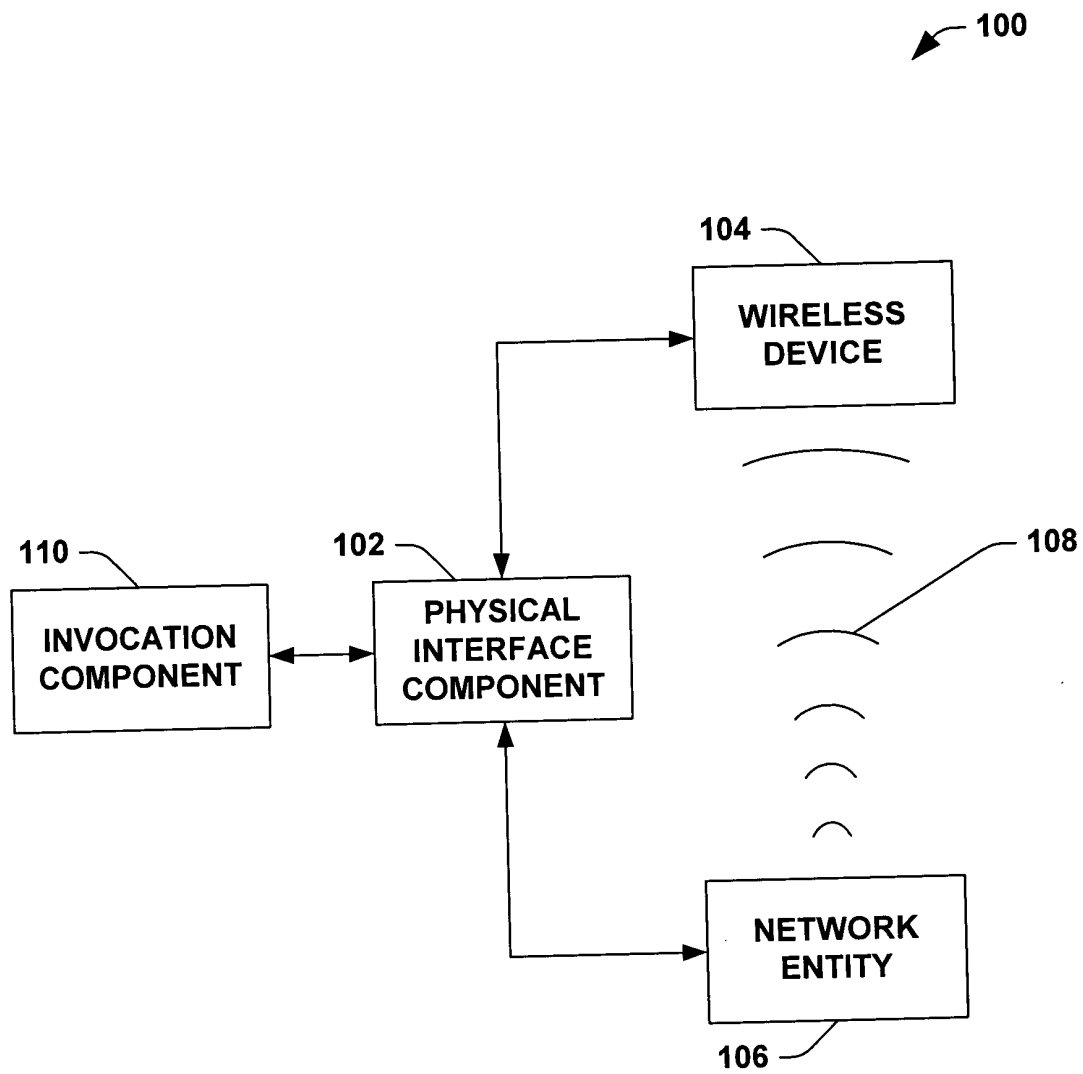 100
104
WIRELESS
DEVICE
110
102
108
INVOCATION
COMPONENT
PHYSICAL
INTERFACE
COMPONENT
NETWORK
ENTITY
106